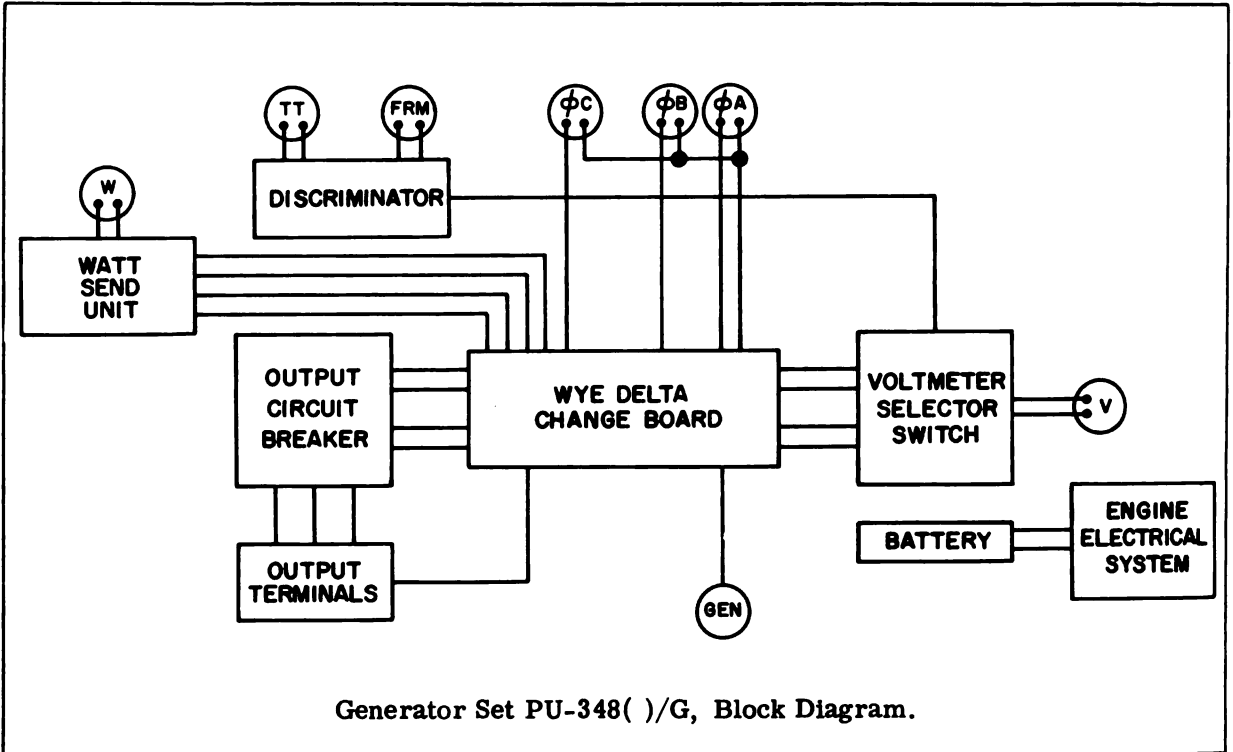 TT
FRM
ϕC
ϕB
ϕA
W
DISCRIMINATOR
WATT
SEND
UNIT
OUTPUT
CIRCUIT
BREAKER
WYE DELTA
CHANGE BOARD
VOLTMETER
SELECTOR
SWITCH
V
BATTERY
ENGINE
ELECTRICAL
SYSTEM
OUTPUT
TERMINALS
GEN
Generator Set PU-348( )/G, Block Diagram.